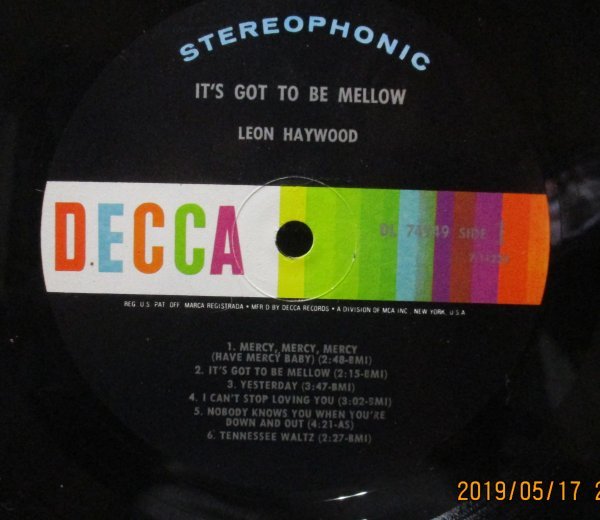 STEREOPHONIC
IT'S GOT TO BE MELLOW
LEON HAYWOOD
DECCA
DL 74949 SIDE
REG. U.S. PAT. OFF. MARCA REGISTRADA • MFR'D BY DECCA RECORDS • A DIVISION OF MCA INC., NEW YORK, U.S.A.
1. MERCY, MERCY, MERCY
(HAVE MERCY BABY) (2:48-BMI)
2. IT'S GOT TO BE MELLOW (2:15-BMI)
3. YESTERDAY (3:47-BMI)
4. I CAN'T STOP LOVING YOU (3:02-BMI)
5. NOBODY KNOWS YOU WHEN YOU'RE
DOWN AND OUT (4:21-AS)
6. TENNESSEE WALTZ (2:27-BMI)
2019/05/17